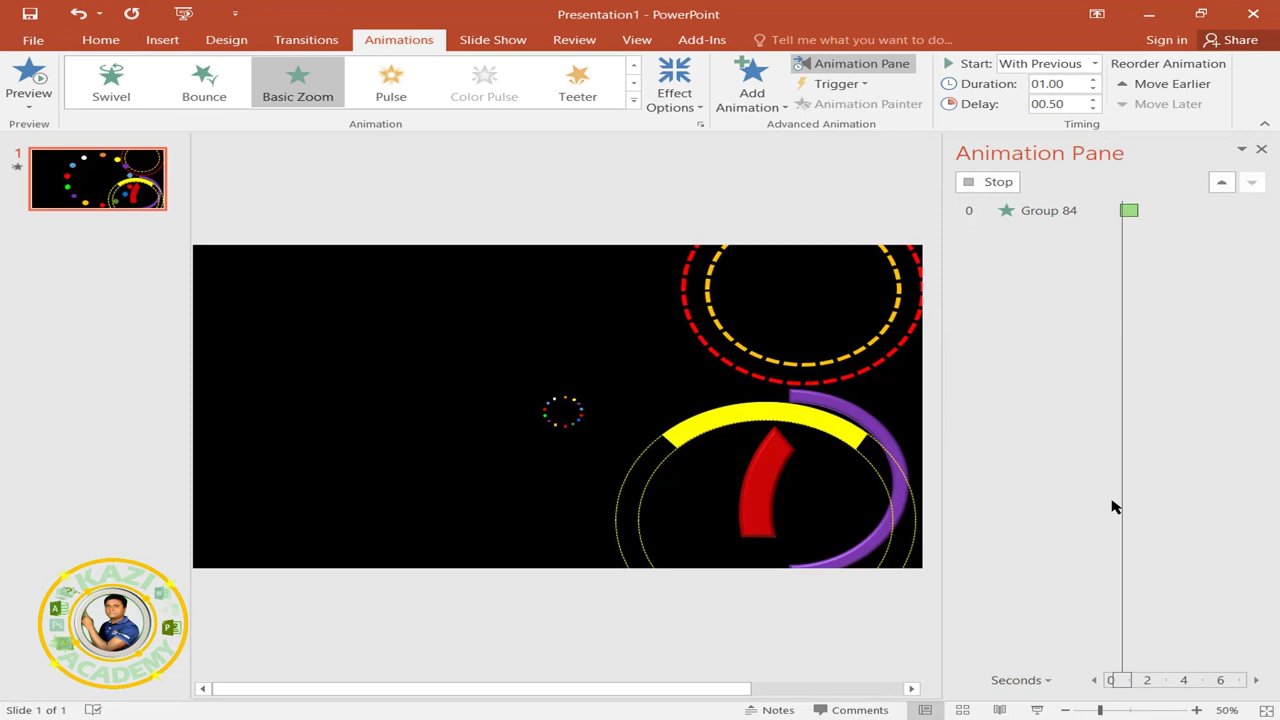 Presentation1 - PowerPoint
File Home Insert Design Transitions Animations Slide Show Review View Add-Ins Tell me what you want to do... Sign in Share
Preview
Swivel Bounce Basic Zoom Pulse Color Pulse Teeter
Effect Options
Add Animation
Animation Pane
Trigger
Animation Painter
Start: With Previous
Duration: 01.00
Delay: 00.50
Reorder Animation
Move Earlier
Move Later
Preview Animation Advanced Animation Timing
1
Animation Pane
Stop
0 Group 84
KAZI
ACADEMY
Seconds 0 2 4 6
Slide 1 of 1 Notes Comments 50%